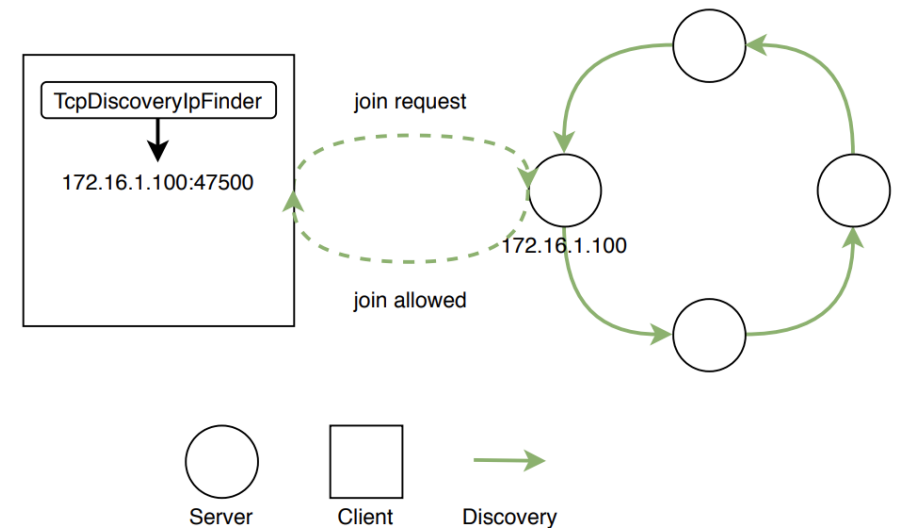 TcpDiscoveryIpFinder
172.16.1.100:47500
join request
join allowed
172.16.1.100
Server
Client
Discovery